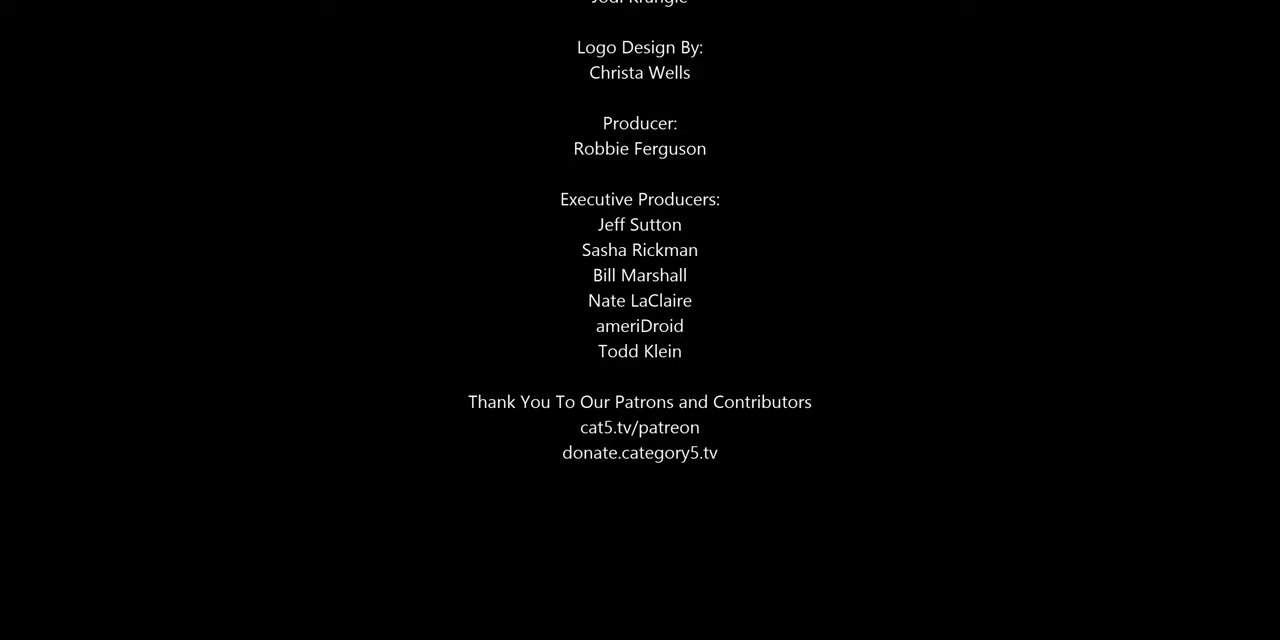 Logo Design By:
Christa Wells
Producer:
Robbie Ferguson
Executive Producers:
Jeff Sutton
Sasha Rickman
Bill Marshall
Nate LaClaire
ameriDroid
Todd Klein
Thank You To Our Patrons and Contributors
cat5.tv/patreon
donate.category5.tv